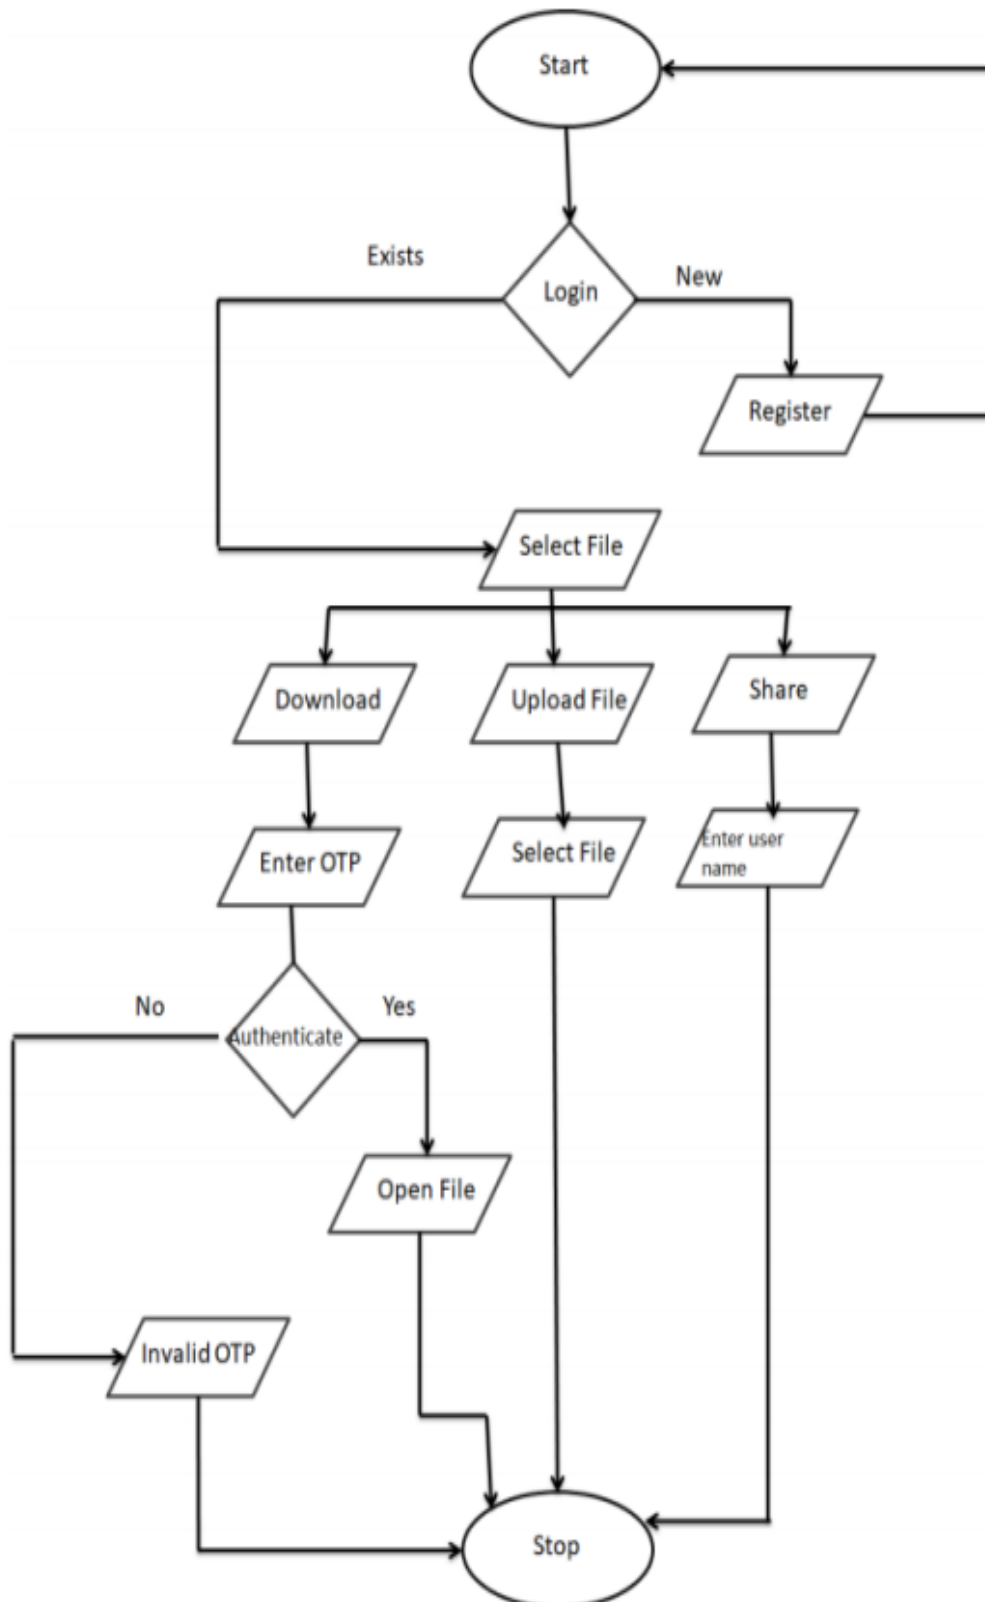 Start
Exists
New
Login
Register
Select File
Download
Upload File
Share
Enter OTP
Select File
Enter user
name
No
Yes
Authenticate
Open File
Invalid OTP
Stop